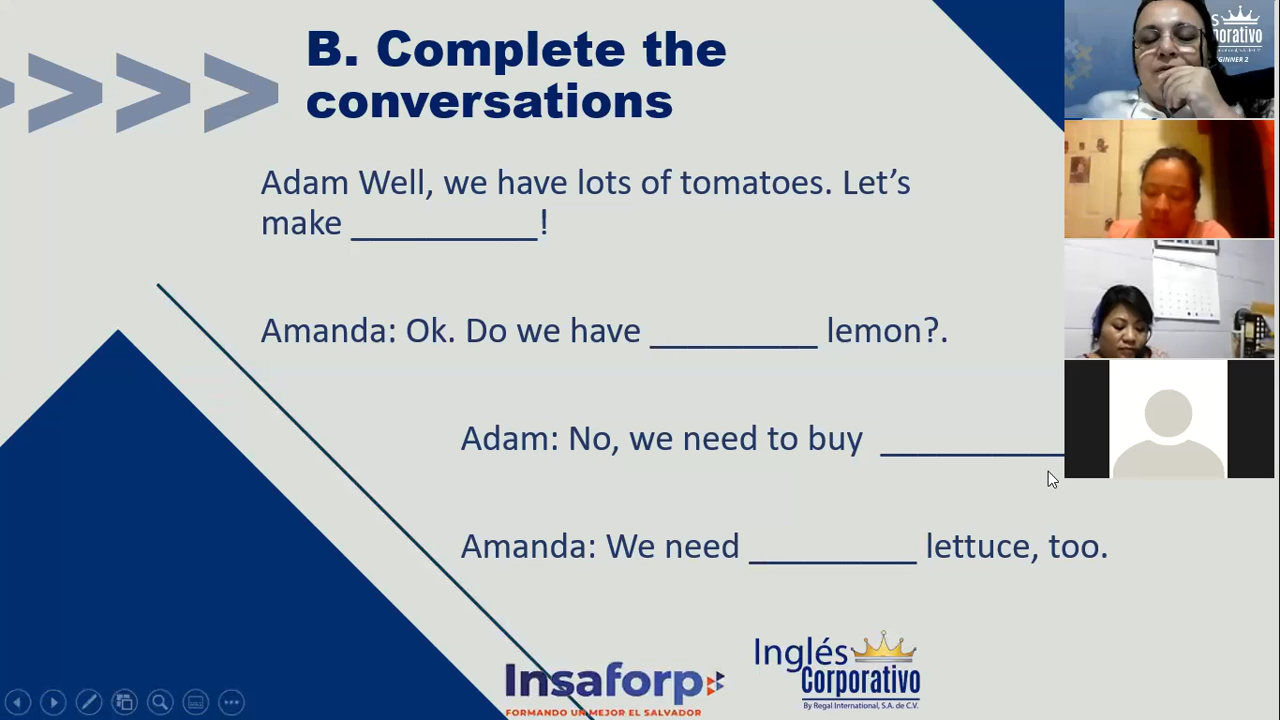 B. Complete the
conversations
Adam Well, we have lots of tomatoes. Let’s
make __________!
Amanda: Ok. Do we have _________ lemon?.
Adam: No, we need to buy __________
Amanda: We need _________ lettuce, too.
Insaforp
FORMANDO UN MEJOR EL SALVADOR
Inglés
Corporativo
By Regal International, S.A. de C.V.